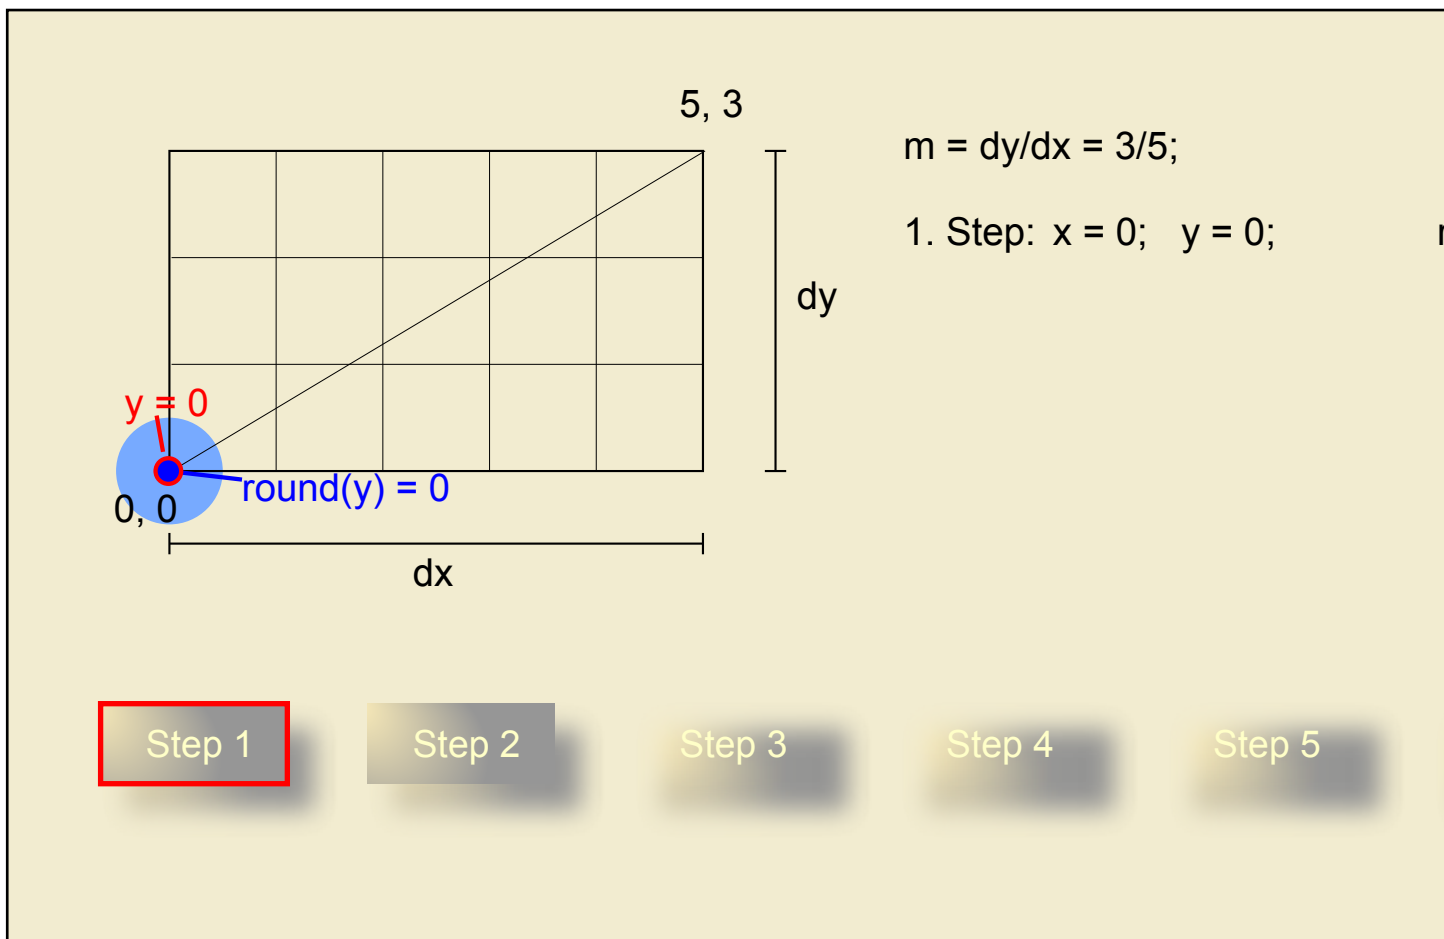 5, 3
m = dy/dx = 3/5;
1. Step: x = 0; y = 0;
dy
y = 0
round(y) = 0
0, 0
dx
Step 1 Step 2 Step 3 Step 4 Step 5